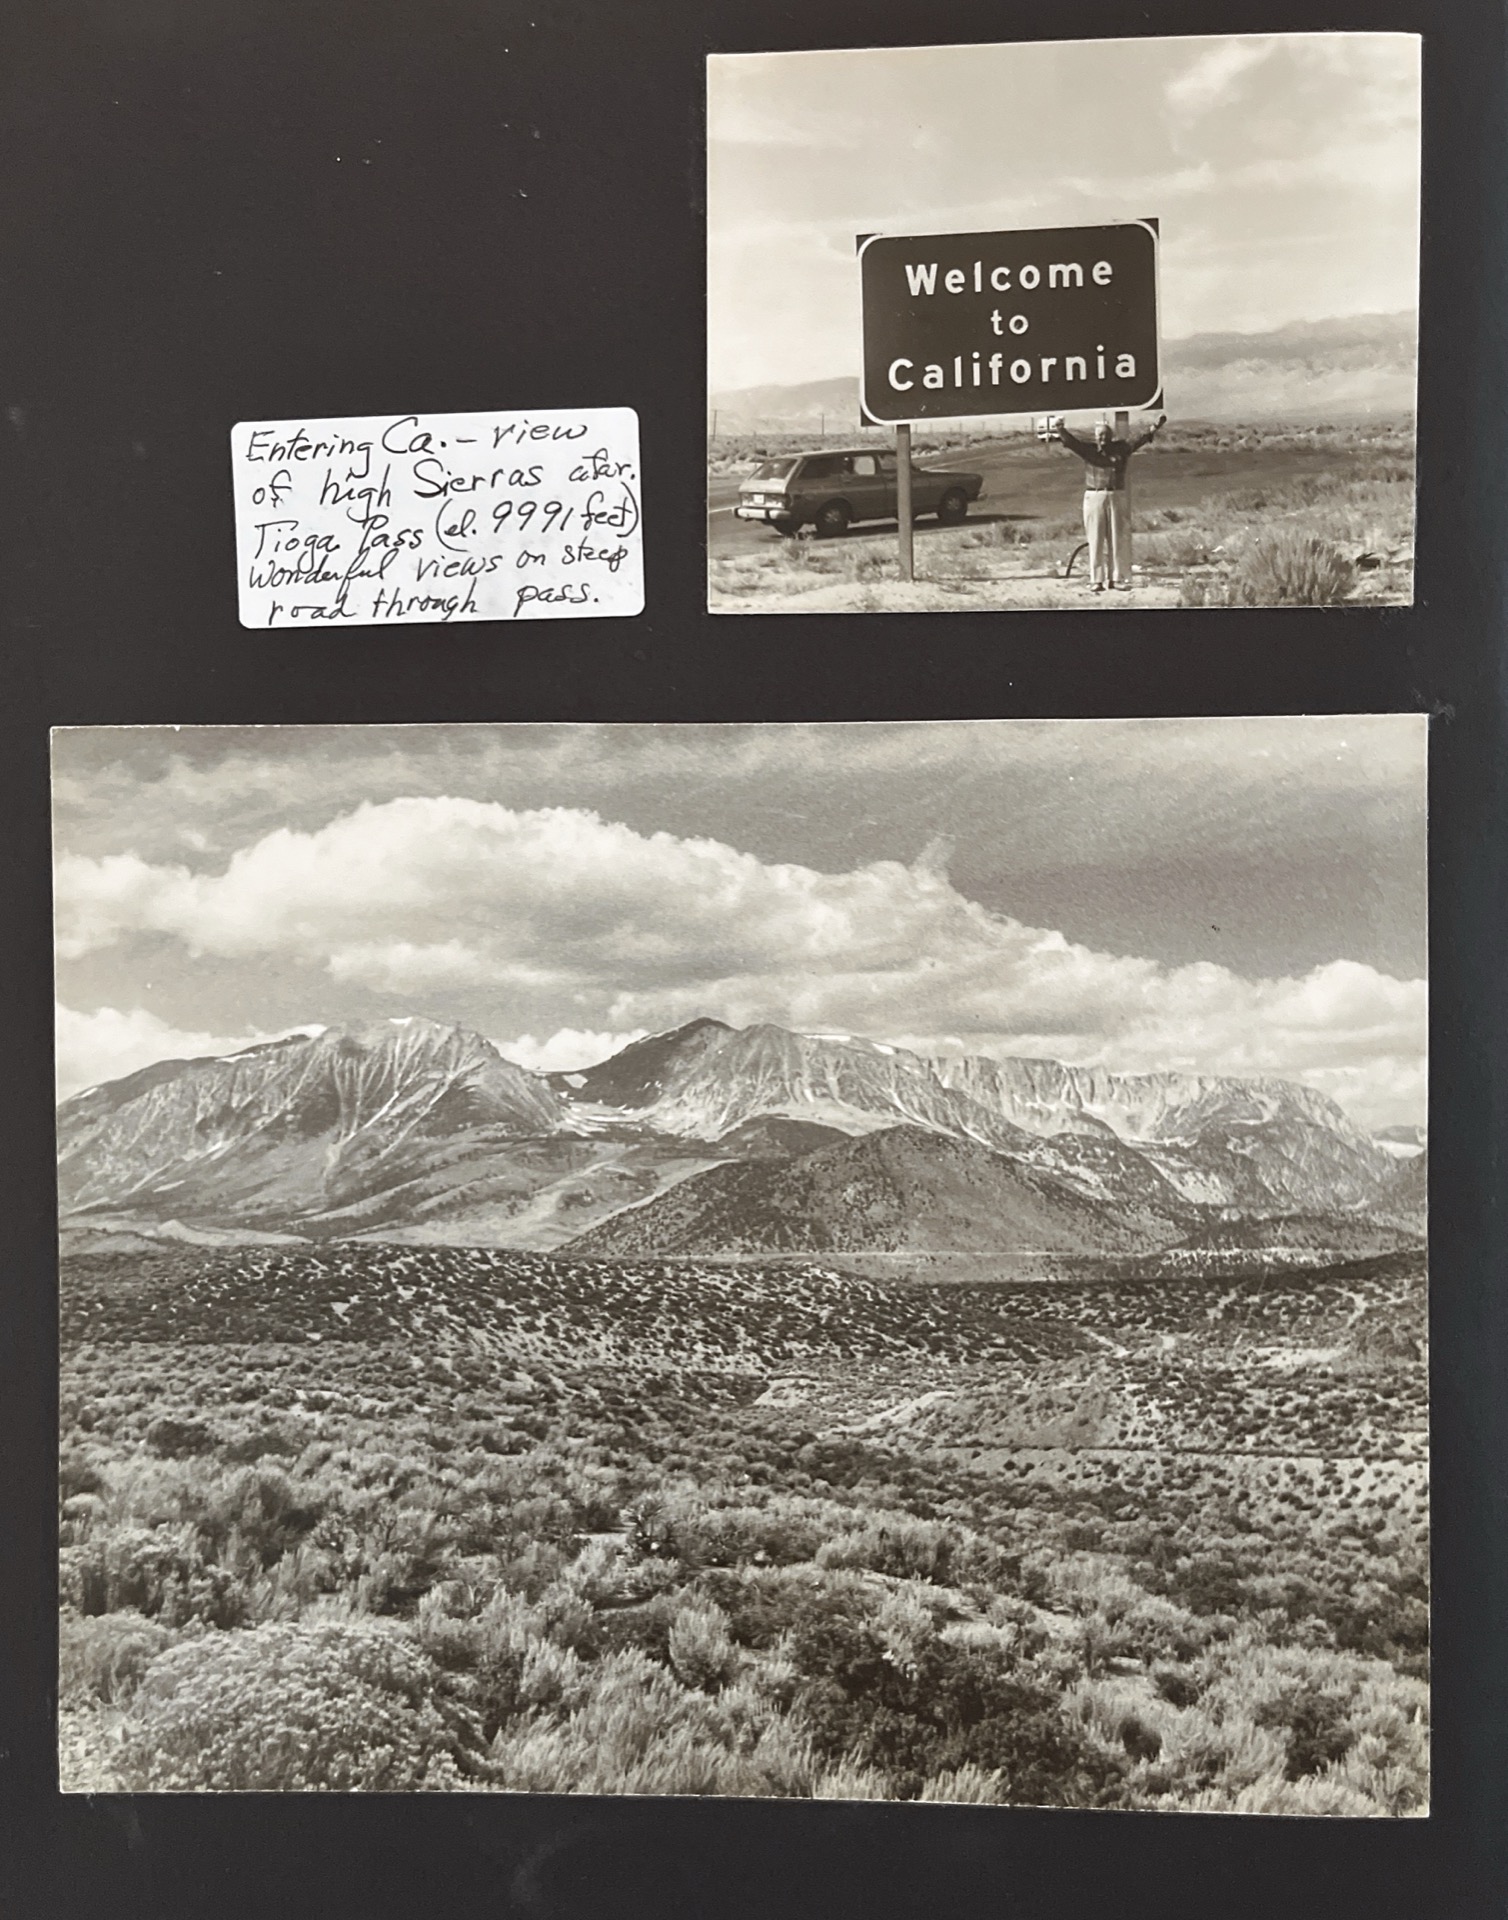 Entering Ca. - view
of high Sierras afar.
Tioga Pass (el. 9991 feet)
Wonderful views on steep
road through pass.
Welcome
to
California